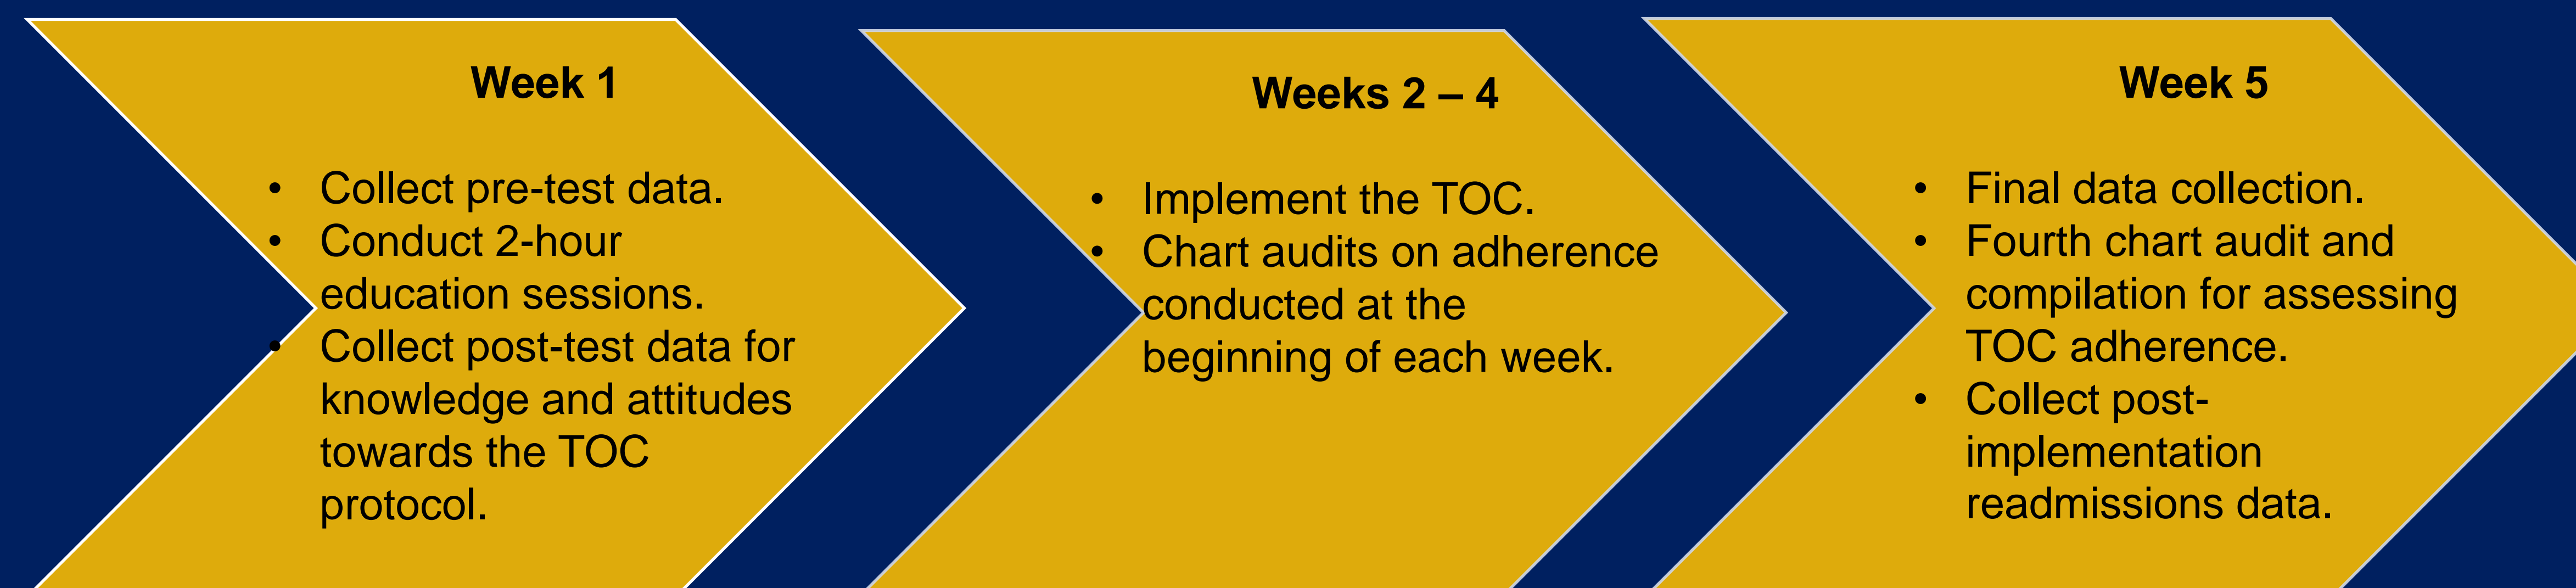 Week 1
• Collect pre-test data.
• Conduct 2-hour
education sessions.
• Collect post-test data for
knowledge and attitudes
towards the TOC
protocol.
Weeks 2 – 4
• Implement the TOC.
• Chart audits on adherence
conducted at the
beginning of each week.
Week 5
• Final data collection.
• Fourth chart audit and
compilation for assessing
TOC adherence.
• Collect post-
implementation
readmissions data.